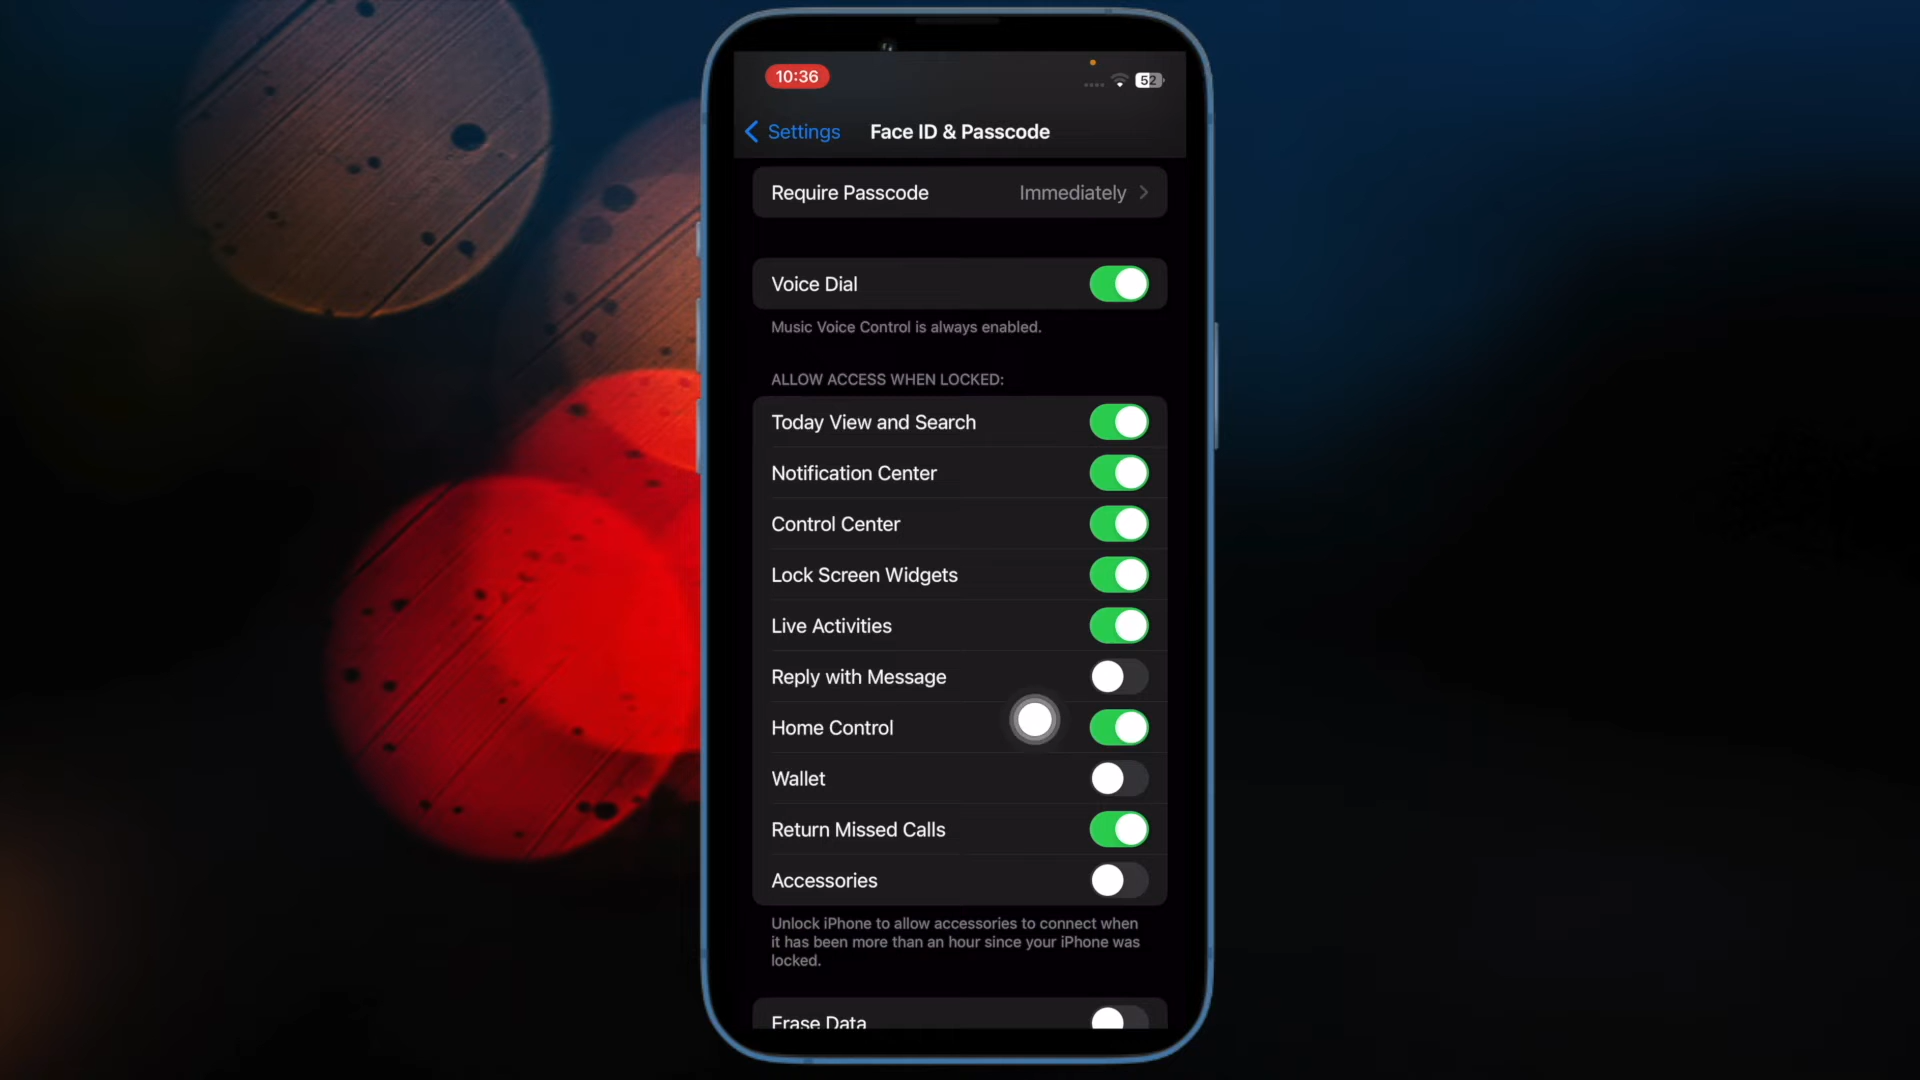 10:36
52
Settings
Face ID & Passcode
Require Passcode
Immediately
Voice Dial
Music Voice Control is always enabled.
ALLOW ACCESS WHEN LOCKED:
Today View and Search
Notification Center
Control Center
Lock Screen Widgets
Live Activities
Reply with Message
Home Control
Wallet
Return Missed Calls
Accessories
Unlock iPhone to allow accessories to connect when
it has been more than an hour since your iPhone was
locked.
Erase Data